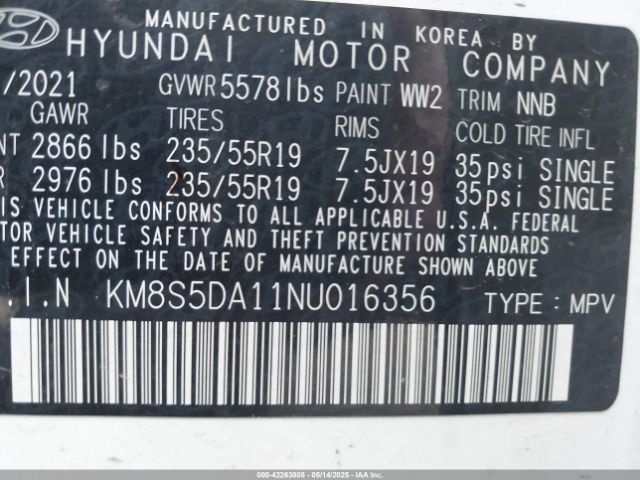 MANUFACTURED IN KOREA BY
HYUNDAI MOTOR COMPANY
/2021 GVWR 5578 lbs PAINT WW2 TRIM NNB
GAWR TIRES RIMS COLD TIRE INFL
NT 2866 lbs 235/55R19 7.5JX19 35psi SINGLE
R 2976 lbs 235/55R19 7.5JX19 35psi SINGLE
IS VEHICLE CONFORMS TO ALL APPLICABLE U.S.A. FEDERAL
TOR VEHICLE SAFETY AND THEFT PREVENTION STANDARDS
EFFECT ON THE DATE OF MANUFACTURE SHOWN ABOVE
.I.N KM8S5DA11NU016356 TYPE : MPV
000-42263808 - 05/14/2025 - IAAI.COM